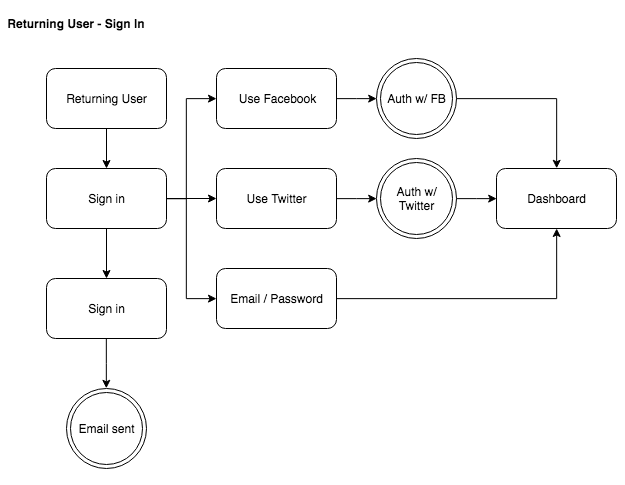 Returning User - Sign In
Returning User
Use Facebook
Auth w/ FB
Sign in
Use Twitter
Auth w/
Twitter
Dashboard
Email / Password
Sign in
Email sent